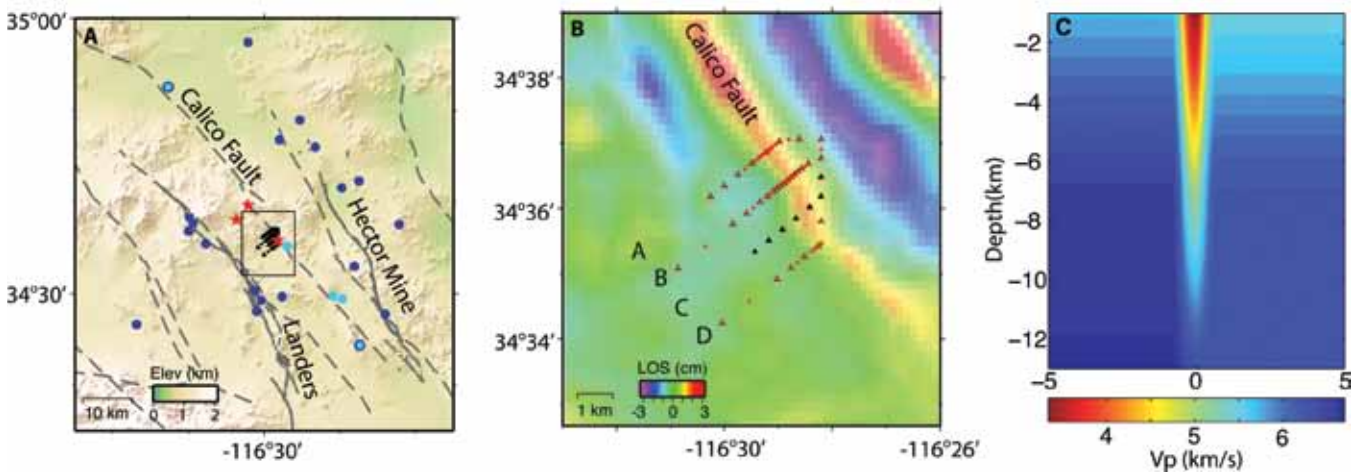 A
35°00'
34°30'
-116°30'
Calico Fault
Hector Mine
Landers
Elev (km)
0 1 2
10 km
B
34°38'
34°36'
34°34'
-116°30'
-116°26'
Calico Fault
A
B
C
D
LOS (cm)
-3 0 3
1 km
C
Depth(km)
-2
-4
-6
-8
-10
-12
-5 0 5
4 5 6
Vp (km/s)